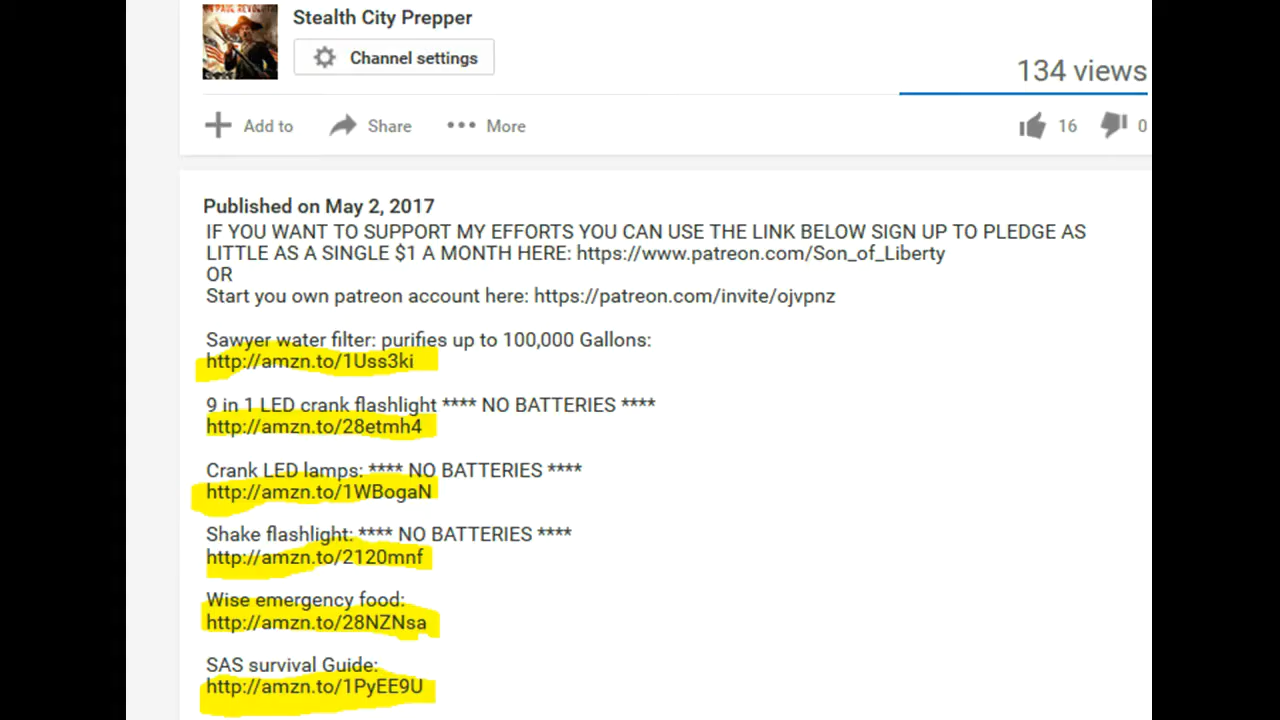 Stealth City Prepper
Channel settings
134 views
Add to
Share
More
16
0
Published on May 2, 2017
IF YOU WANT TO SUPPORT MY EFFORTS YOU CAN USE THE LINK BELOW SIGN UP TO PLEDGE AS
LITTLE AS A SINGLE $1 A MONTH HERE: https://www.patreon.com/Son_of_Liberty
OR
Start you own patreon account here: https://patreon.com/invite/ojvpnz
Sawyer water filter: purifies up to 100,000 Gallons:
http://amzn.to/1Uss3ki
9 in 1 LED crank flashlight **** NO BATTERIES ****
http://amzn.to/28etmh4
Crank LED lamps: **** NO BATTERIES ****
http://amzn.to/1WBogaN
Shake flashlight: **** NO BATTERIES ****
http://amzn.to/2120mnf
Wise emergency food:
http://amzn.to/28NZNsa
SAS survival Guide:
http://amzn.to/1PyEE9U